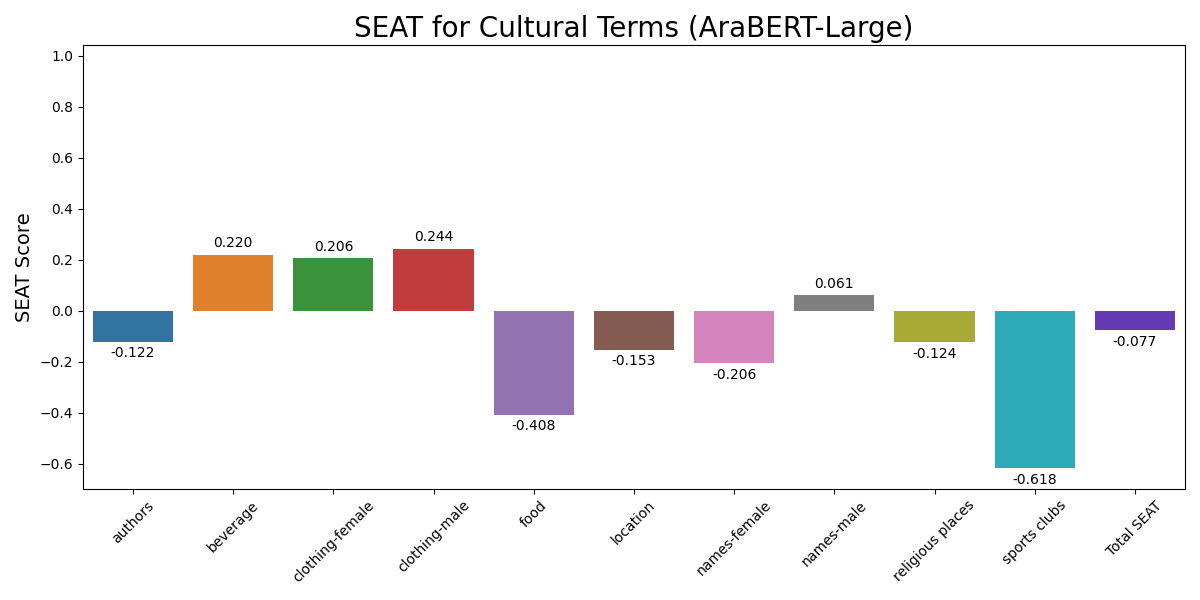 SEAT for Cultural Terms (AraBERT-Large)
SEAT Score
1.0
0.8
0.6
0.4
0.2
0.0
−0.2
−0.4
−0.6
-0.122
0.220
0.206
0.244
-0.408
-0.153
-0.206
0.061
-0.124
-0.618
-0.077
authors
beverage
clothing-female
clothing-male
food
location
names-female
names-male
religious places
sports clubs
Total SEAT